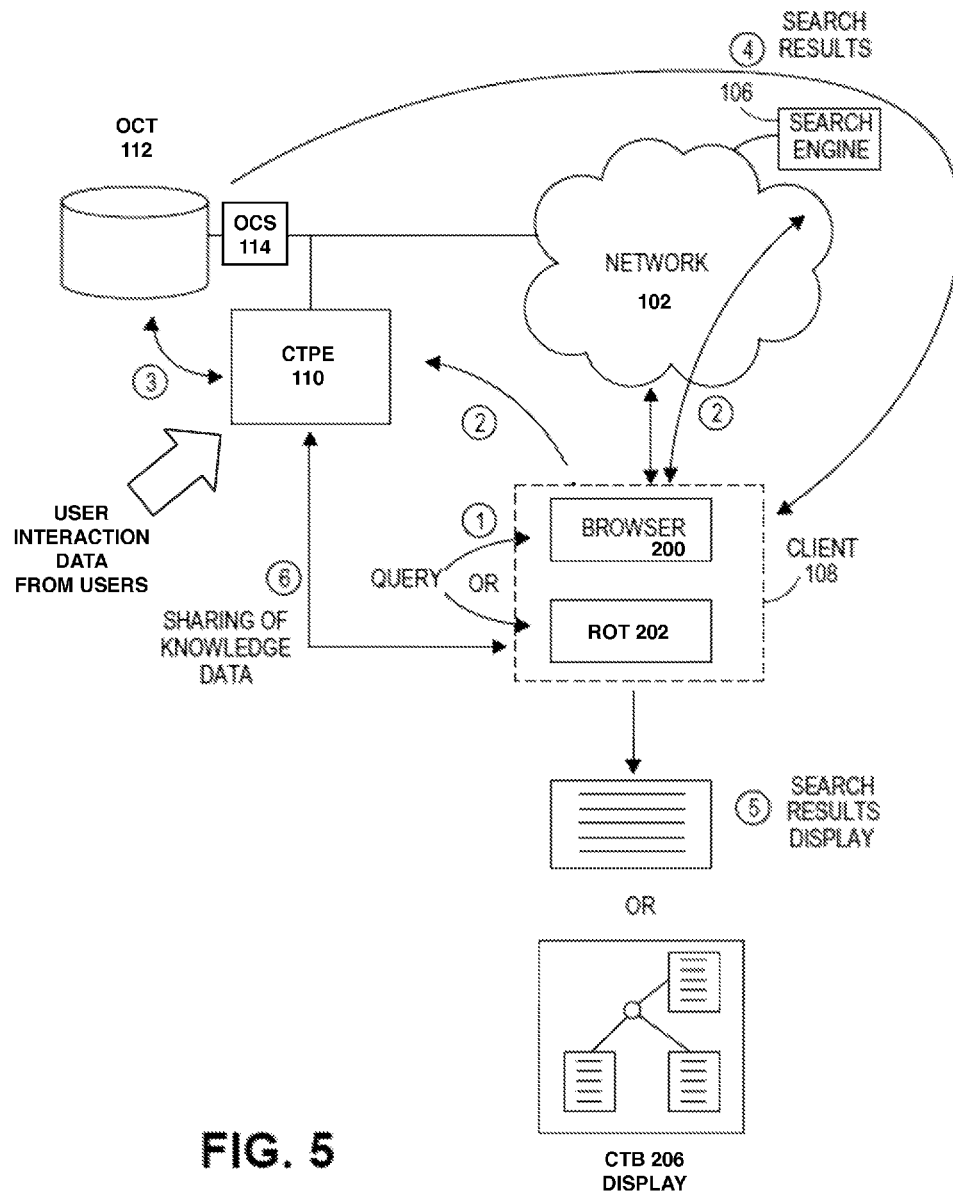 4
SEARCH
RESULTS
106
SEARCH
ENGINE
OCT
112
OCS
114
NETWORK
102
CTPE
110
3
2
2
USER
INTERACTION
DATA
FROM USERS
1
BROWSER
200
QUERY
OR
ROT 202
CLIENT
108
6
SHARING OF
KNOWLEDGE
DATA
5
SEARCH
RESULTS
DISPLAY
OR
FIG. 5
CTB 206
DISPLAY